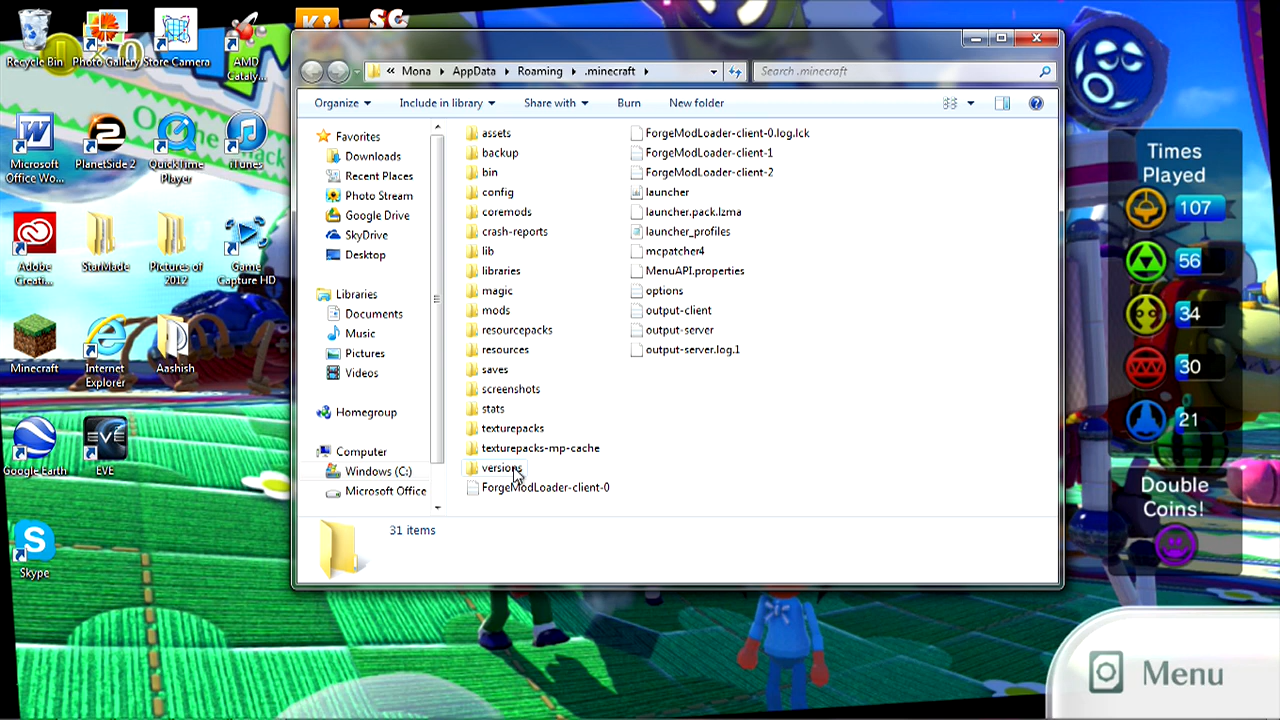 Recycle Bin
Photo Gallery
Store Camera
AMD
Cataly...
Microsoft
Office Wo...
PlanetSide 2
QuickTime
Player
iTunes
Adobe
Creati...
StarMade
Pictures of
2012
Game
Capture HD
Minecraft
Internet
Explorer
Aashish
Google Earth
EVE
Skype
KI
SC
« Mona AppData Roaming .minecraft
Search .minecraft
Organize
Include in library
Share with
Burn
New folder
Favorites
Downloads
Recent Places
Photo Stream
Google Drive
SkyDrive
Desktop
Libraries
Documents
Music
Pictures
Videos
Homegroup
Computer
Windows (C:)
Microsoft Office
assets
backup
bin
config
coremods
crash-reports
lib
libraries
magic
mods
resourcepacks
resources
saves
screenshots
stats
texturepacks
texturepacks-mp-cache
versions
ForgeModLoader-client-0
ForgeModLoader-client-0.log.lck
ForgeModLoader-client-1
ForgeModLoader-client-2
launcher
launcher.pack.lzma
launcher_profiles
mcpatcher4
MenuAPI.properties
options
output-client
output-server
output-server.log.1
31 items
Times
Played
107
56
34
30
21
Double
Coins!
Menu